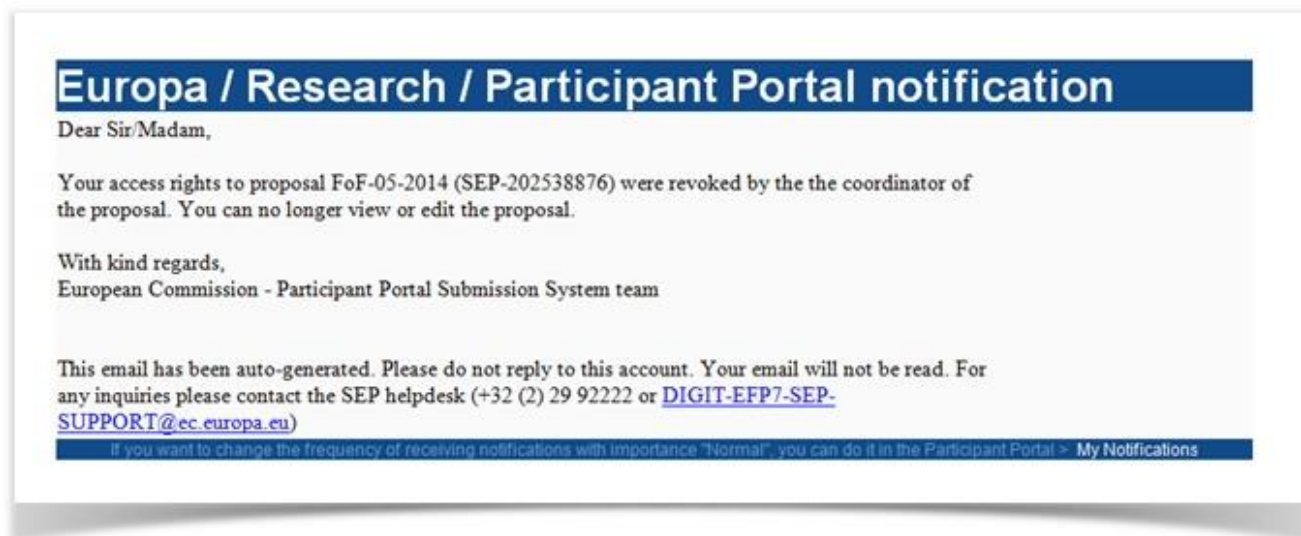 Europa / Research / Participant Portal notification
Dear Sir/Madam,
Your access rights to proposal FoF-05-2014 (SEP-202538876) were revoked by the the coordinator of
the proposal. You can no longer view or edit the proposal.
With kind regards,
European Commission - Participant Portal Submission System team
This email has been auto-generated. Please do not reply to this account. Your email will not be read. For
any inquiries please contact the SEP helpdesk (+32 (2) 29 92222 or DIGIT-EFP7-SEP-
SUPPORT@ec.europa.eu)
If you want to change the frequency of receiving notifications with importance "Normal", you can do it in the Participant Portal > My Notifications